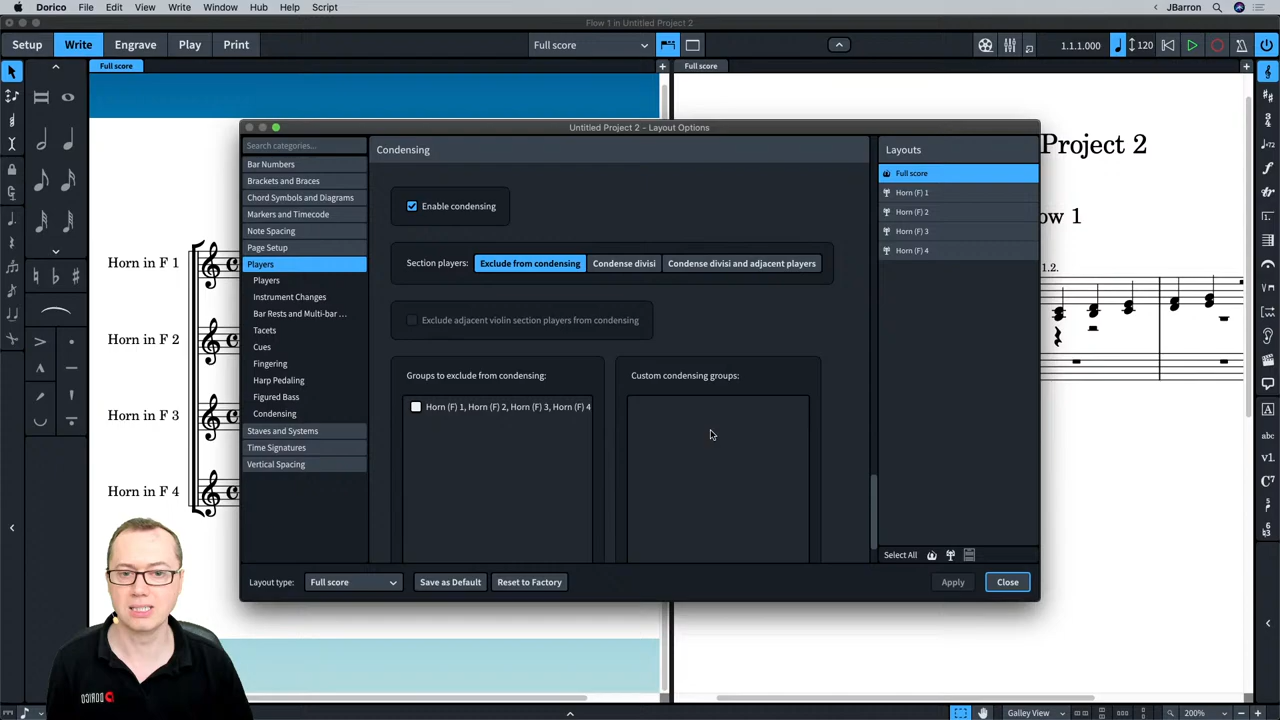 Dorico File Edit View Write Window Hub Help Script JBarron
Flow 1 in Untitled Project 2
Setup Write Engrave Play Print Full score 1.1.1.000 120
Full score
Full score
Untitled Project 2 - Layout Options
Search categories...
Bar Numbers
Brackets and Braces
Chord Symbols and Diagrams
Markers and Timecode
Note Spacing
Page Setup
Players
Players
Instrument Changes
Bar Rests and Multi-bar ...
Tacets
Cues
Fingering
Harp Pedaling
Figured Bass
Condensing
Staves and Systems
Time Signatures
Vertical Spacing
Condensing
Enable condensing
Section players: Exclude from condensing Condense divisi Condense divisi and adjacent players
Exclude adjacent violin section players from condensing
Groups to exclude from condensing:
Horn (F) 1, Horn (F) 2, Horn (F) 3, Horn (F) 4
Custom condensing groups:
Layouts
Full score
Horn (F) 1
Horn (F) 2
Horn (F) 3
Horn (F) 4
Select All
Layout type: Full score Save as Default Reset to Factory Apply Close
Horn in F 1
Horn in F 2
Horn in F 3
Horn in F 4
Project 2
ow 1
1.2.
abc
v1.
C7
DORICO
Galley View 200%